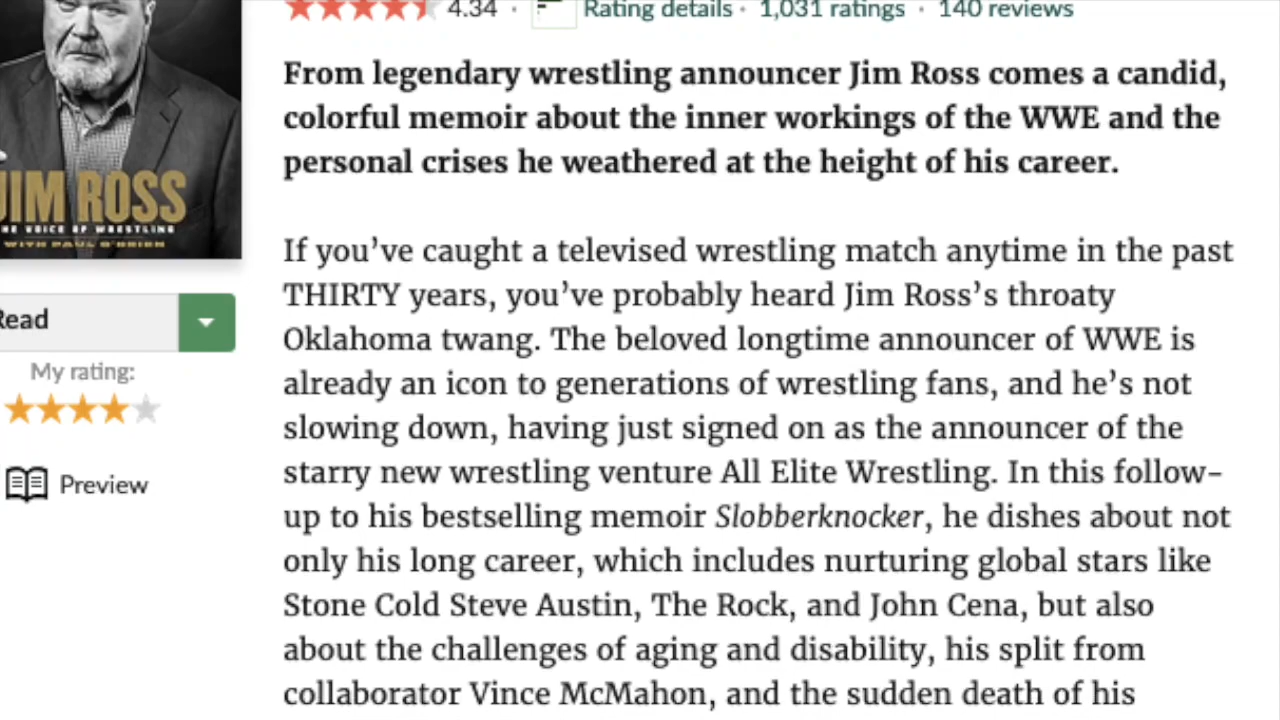 4.34 · Rating details · 1,031 ratings · 140 reviews
From legendary wrestling announcer Jim Ross comes a candid,
colorful memoir about the inner workings of the WWE and the
personal crises he weathered at the height of his career.
If you’ve caught a televised wrestling match anytime in the past
THIRTY years, you’ve probably heard Jim Ross’s throaty
Oklahoma twang. The beloved longtime announcer of WWE is
already an icon to generations of wrestling fans, and he’s not
slowing down, having just signed on as the announcer of the
starry new wrestling venture All Elite Wrestling. In this follow-
up to his bestselling memoir Slobberknocker, he dishes about not
only his long career, which includes nurturing global stars like
Stone Cold Steve Austin, The Rock, and John Cena, but also
about the challenges of aging and disability, his split from
collaborator Vince McMahon, and the sudden death of his
JIM ROSS
HE VOICE OF WRESTLING
WITH PAUL O'BRIEN
Read
My rating:
Preview